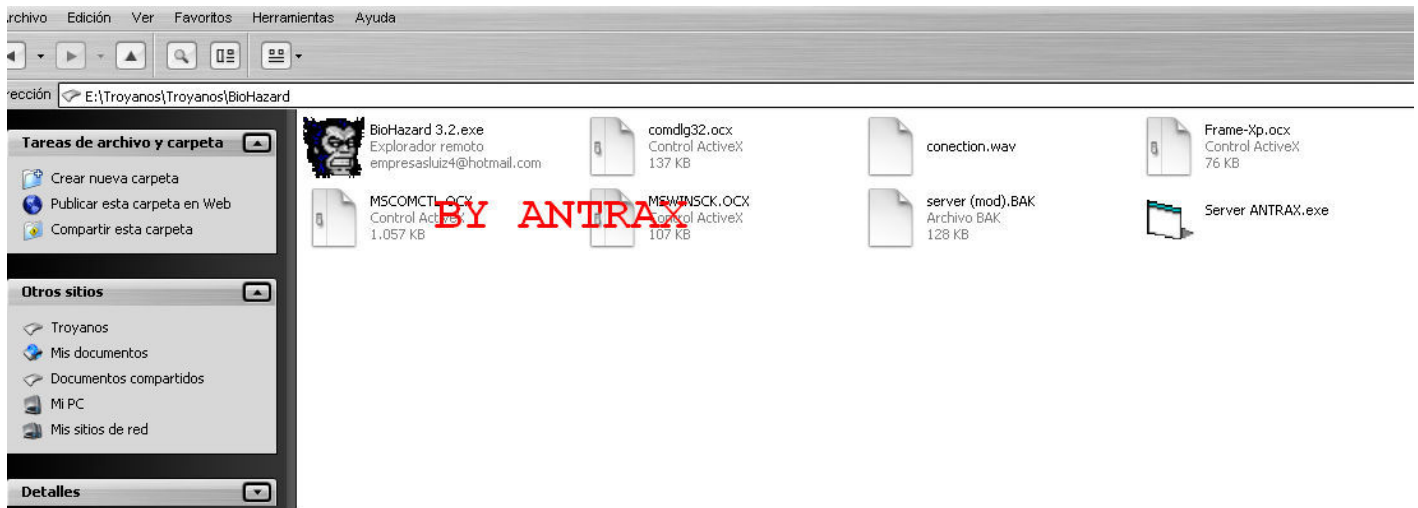 Archivo Edición Ver Favoritos Herramientas Ayuda
Dirección E:\Troyanos\Troyanos\BioHazard
Tareas de archivo y carpeta
Crear nueva carpeta
Publicar esta carpeta en Web
Compartir esta carpeta
Otros sitios
Troyanos
Mis documentos
Documentos compartidos
Mi PC
Mis sitios de red
Detalles
BioHazard 3.2.exe
Explorador remoto
empresasluiz4@hotmail.com
comdlg32.ocx
Control ActiveX
137 KB
conection.wav
Frame-Xp.ocx
Control ActiveX
76 KB
MSCOMCTL.OCX
Control ActiveX
1.057 KB
MSWINSCK.OCX
Control ActiveX
107 KB
server (mod).BAK
Archivo BAK
128 KB
Server ANTRAX.exe
BY ANTRAX